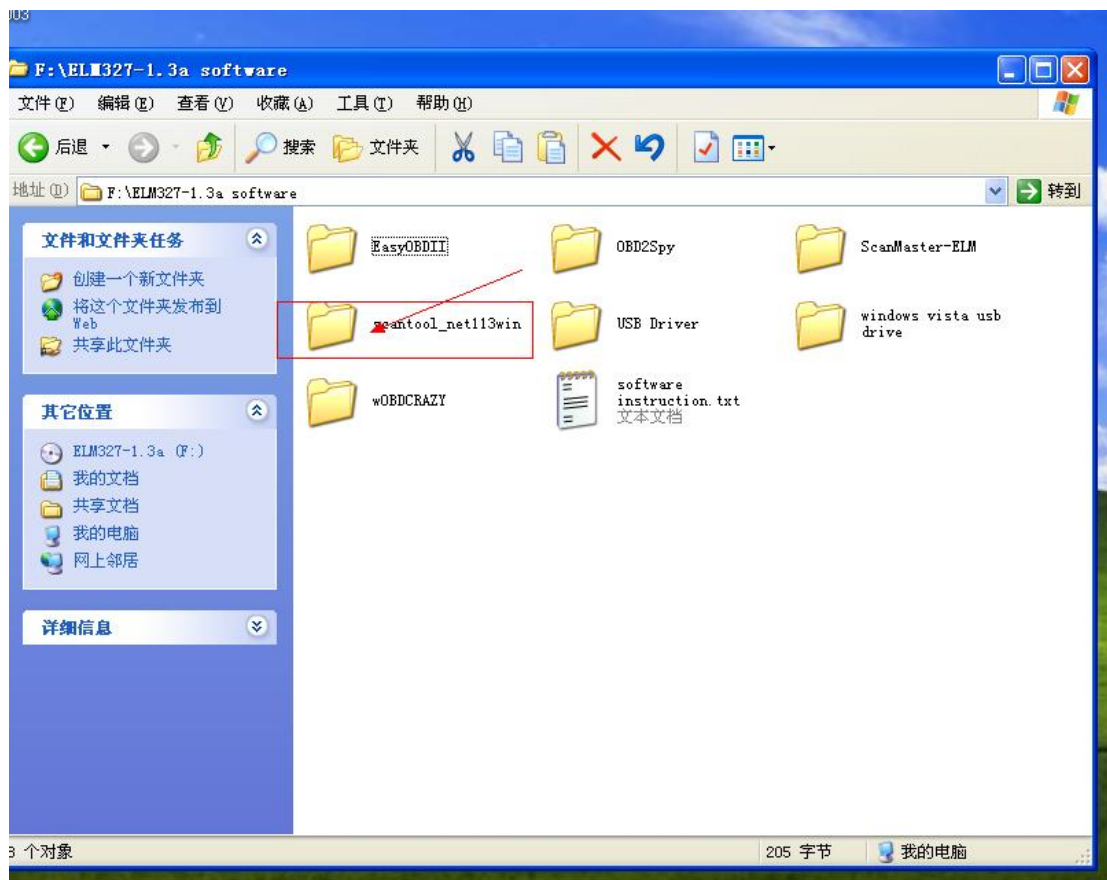 003
F:\ELM327-1.3a software
文件(F) 编辑(E) 查看(V) 收藏(A) 工具(T) 帮助(H)
后退 搜索 文件夹
地址(D) F:\ELM327-1.3a software 转到
文件和文件夹任务
创建一个新文件夹
将这个文件夹发布到
Web
共享此文件夹
其它位置
ELM327-1.3a (F:)
我的文档
共享文档
我的电脑
网上邻居
详细信息
EasyOBDII OBD2Spy ScanMaster-ELM
scantool_net113win USB Driver windows vista usb
drive
wOBDCRAZY software
instruction.txt
文本文档
8 个对象 205 字节 我的电脑